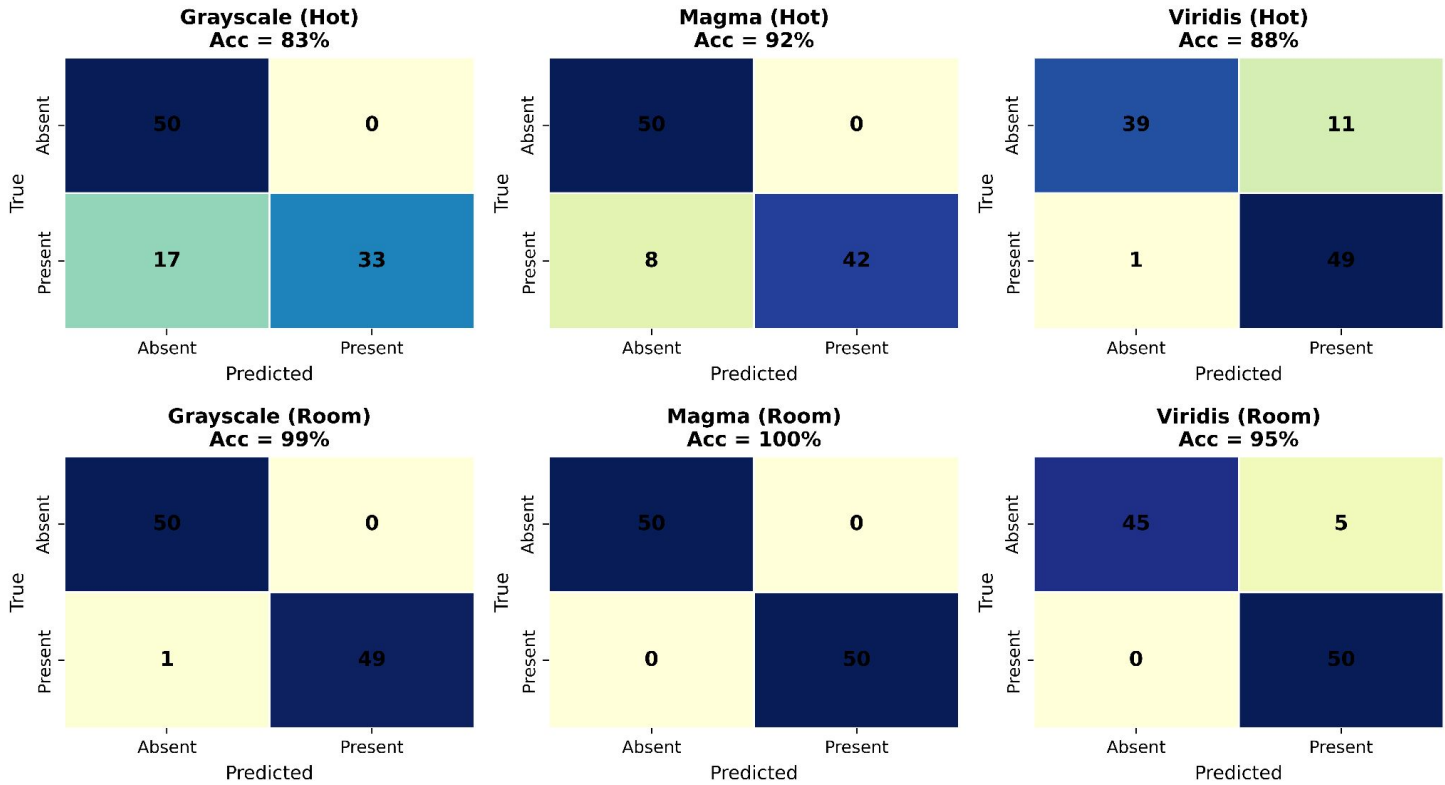 Grayscale (Hot)
Acc = 83%
True
Absent
50
0
Present
17
33
Absent
Present
Predicted
Magma (Hot)
Acc = 92%
True
Absent
50
0
Present
8
42
Absent
Present
Predicted
Viridis (Hot)
Acc = 88%
True
Absent
39
11
Present
1
49
Absent
Present
Predicted
Grayscale (Room)
Acc = 99%
True
Absent
50
0
Present
1
49
Absent
Present
Predicted
Magma (Room)
Acc = 100%
True
Absent
50
0
Present
0
50
Absent
Present
Predicted
Viridis (Room)
Acc = 95%
True
Absent
45
5
Present
0
50
Absent
Present
Predicted